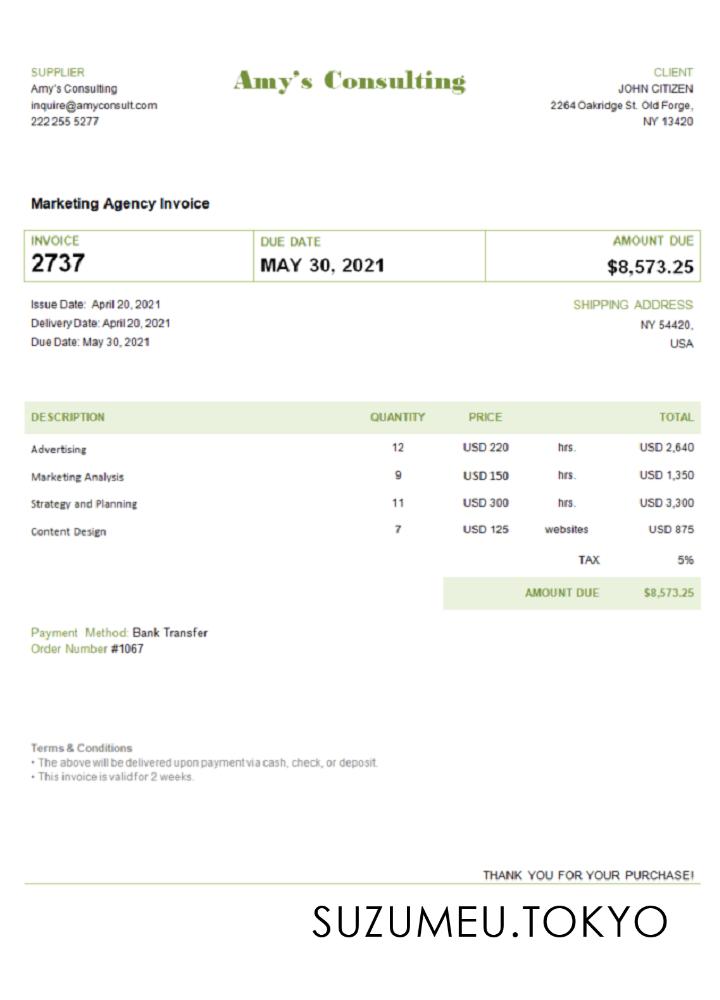 SUPPLIER
Amy's Consulting
inquire@amyconsult.com
222 255 5277
Amy's Consulting
CLIENT
JOHN CITIZEN
2264 Oakridge St. Old Forge,
NY 13420
Marketing Agency Invoice
INVOICE
2737
DUE DATE
MAY 30, 2021
AMOUNT DUE
$8,573.25
Issue Date: April 20, 2021
Delivery Date: April 20, 2021
Due Date: May 30, 2021
SHIPPING ADDRESS
NY 54420,
USA
DESCRIPTION QUANTITY PRICE TOTAL
Advertising 12 USD 220 hrs. USD 2,640
Marketing Analysis 9 USD 150 hrs. USD 1,350
Strategy and Planning 11 USD 300 hrs. USD 3,300
Content Design 7 USD 125 websites USD 875
TAX 5%
AMOUNT DUE $8,573.25
Payment Method: Bank Transfer
Order Number #1067
Terms & Conditions
• The above will be delivered upon payment via cash, check, or deposit.
• This invoice is valid for 2 weeks.
THANK YOU FOR YOUR PURCHASE!
SUZUMEU.TOKYO